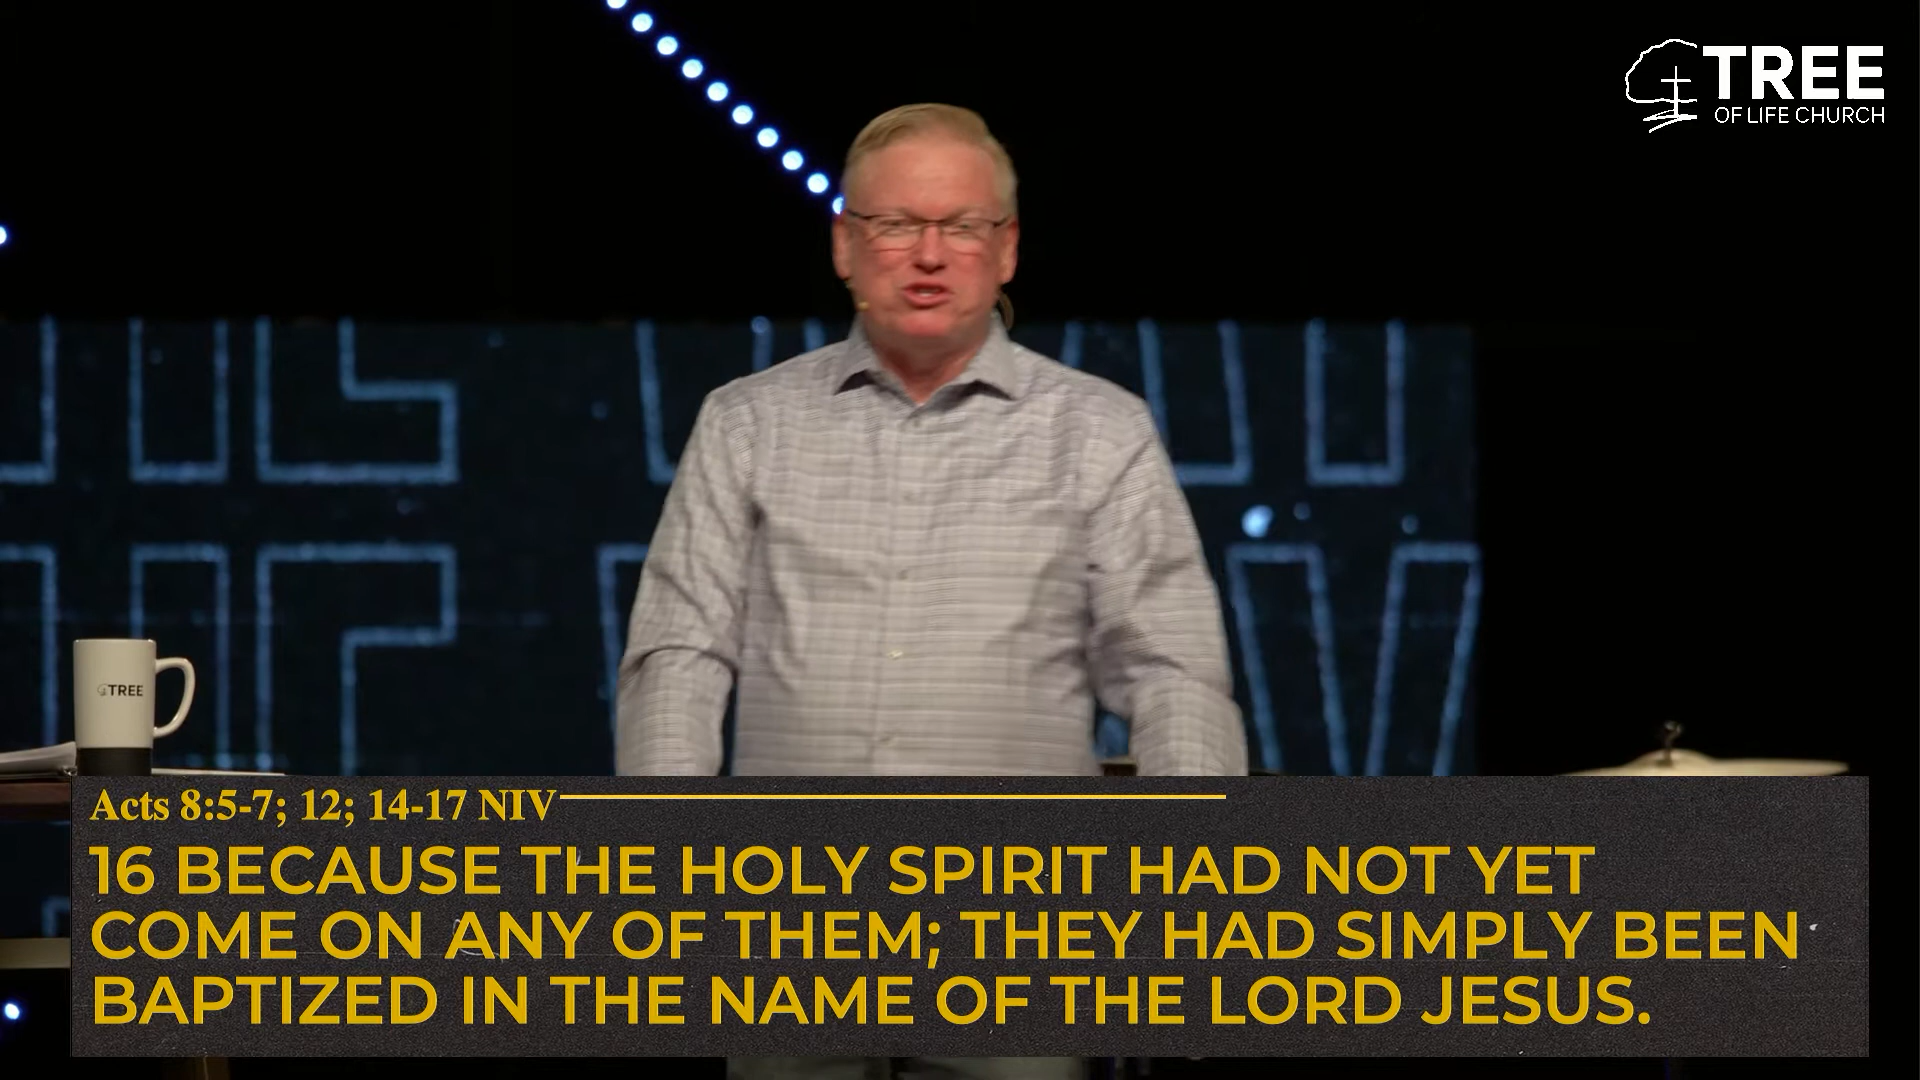 TREE
OF LIFE CHURCH
TREE
Acts 8:5-7; 12; 14-17 NIV
16 BECAUSE THE HOLY SPIRIT HAD NOT YET
COME ON ANY OF THEM; THEY HAD SIMPLY BEEN
BAPTIZED IN THE NAME OF THE LORD JESUS.